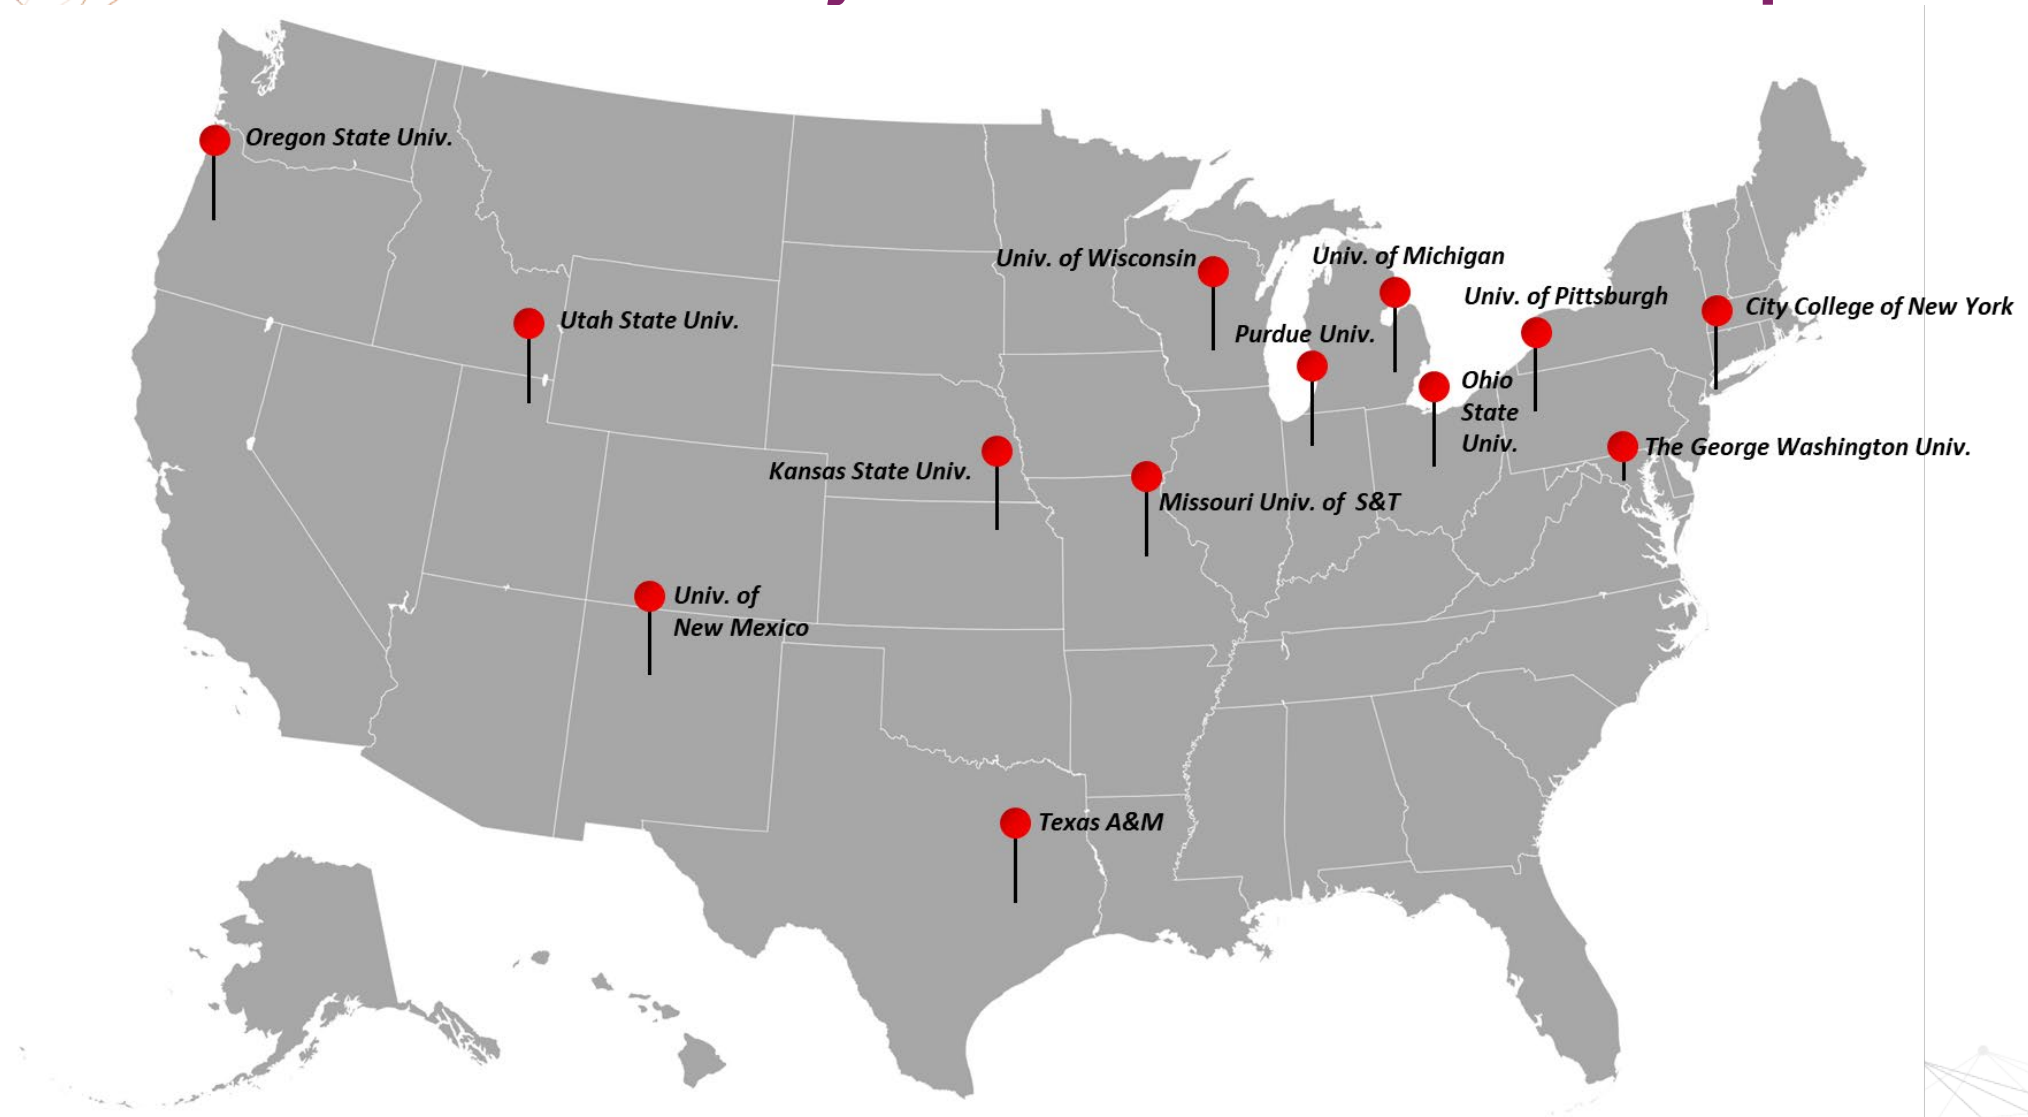 Oregon State Univ.
Univ. of Wisconsin
Univ. of Michigan
Univ. of Pittsburgh
City College of New York
Utah State Univ.
Purdue Univ.
Ohio
State
Univ.
The George Washington Univ.
Kansas State Univ.
Missouri Univ. of S&T
Univ. of
New Mexico
Texas A&M